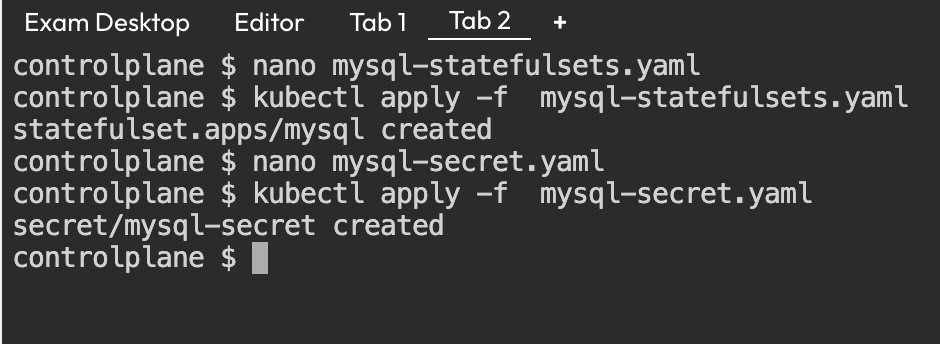 Exam Desktop Editor Tab 1 Tab 2 +
controlplane $ nano mysql-statefulsets.yaml
controlplane $ kubectl apply -f  mysql-statefulsets.yaml
statefulset.apps/mysql created
controlplane $ nano mysql-secret.yaml
controlplane $ kubectl apply -f  mysql-secret.yaml
secret/mysql-secret created
controlplane $